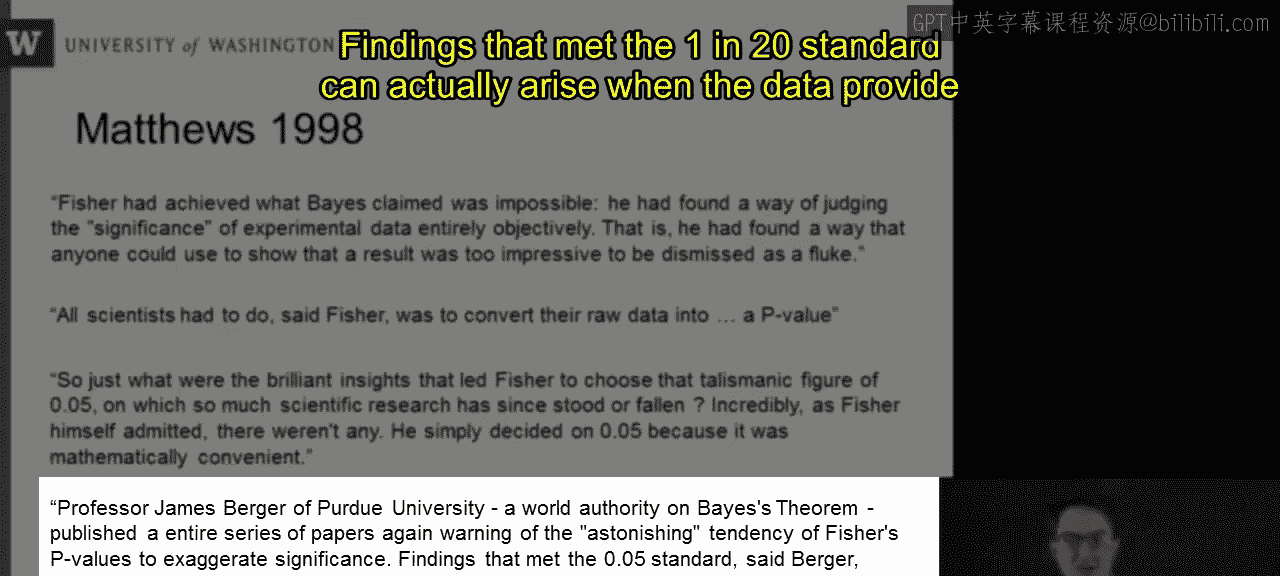 GPT中英字幕课程资源@bilibili.com
W UNIVERSITY of WASHINGTON
Findings that met the 1 in 20 standard
can actually arise when the data provide
Matthews 1998
“Fisher had achieved what Bayes claimed was impossible: he had found a way of judging
the "significance" of experimental data entirely objectively. That is, he had found a way that
anyone could use to show that a result was too impressive to be dismissed as a fluke.”
“All scientists had to do, said Fisher, was to convert their raw data into … a P-value”
“So just what were the brilliant insights that led Fisher to choose that talismanic figure of
0.05, on which so much scientific research has since stood or fallen ? Incredibly, as Fisher
himself admitted, there weren't any. He simply decided on 0.05 because it was
mathematically convenient.”
“Professor James Berger of Purdue University - a world authority on Bayes's Theorem -
published a entire series of papers again warning of the "astonishing" tendency of Fisher's
P-values to exaggerate significance. Findings that met the 0.05 standard, said Berger,